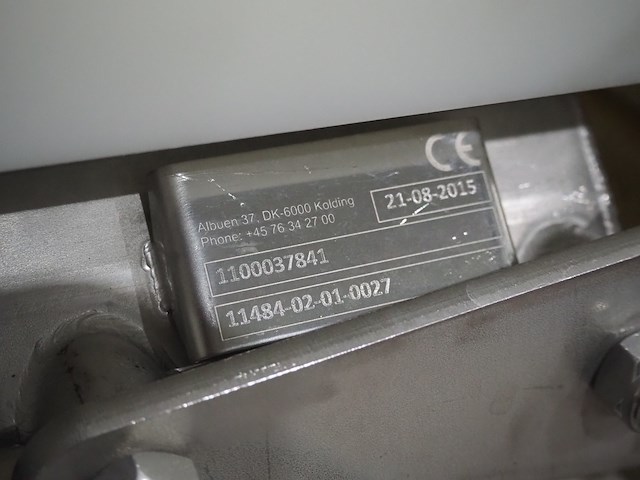 CE
Albuen 37, DK-6000 Kolding
Phone: +45 76 34 27 00
21-08-2015
1100037841
11484-02-01-0027